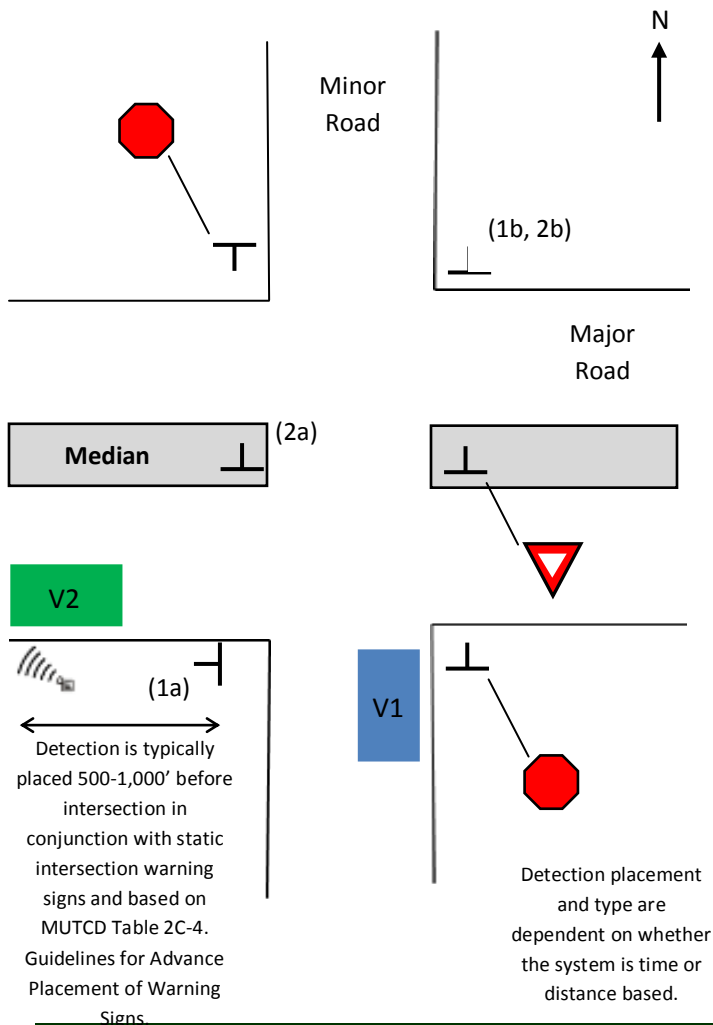 N
Minor
Road
(1b, 2b)
Major
Road
(2a)
Median
V2
(1a)
V1
Detection is typically
placed 500-1,000’ before
intersection in
conjunction with static
intersection warning
signs and based on
MUTCD Table 2C-4.
Guidelines for Advance
Placement of Warning
Signs.
Detection placement
and type are
dependent on whether
the system is time or
distance based.